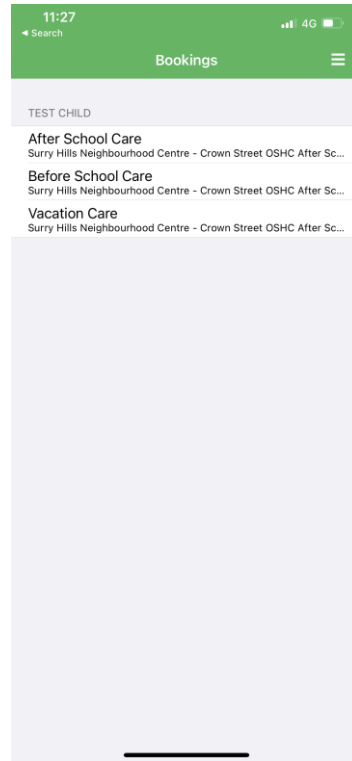 11:27
4G
◀ Search
Bookings
TEST CHILD
After School Care
Surry Hills Neighbourhood Centre - Crown Street OSHC After Sc...
Before School Care
Surry Hills Neighbourhood Centre - Crown Street OSHC After Sc...
Vacation Care
Surry Hills Neighbourhood Centre - Crown Street OSHC After Sc...